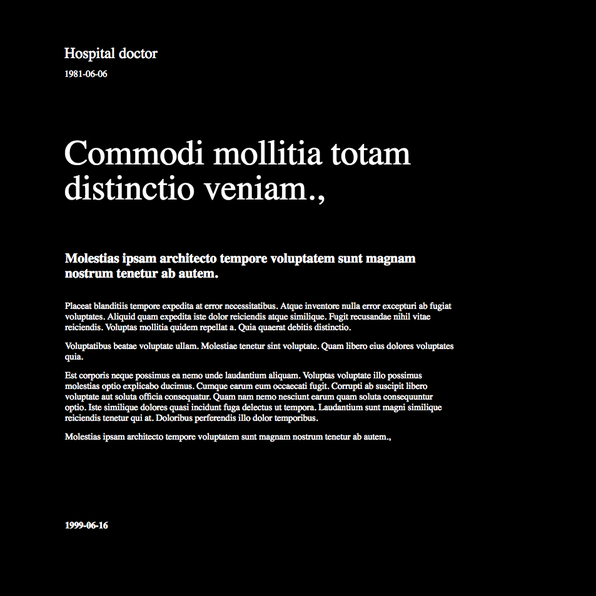 Hospital doctor
1981-06-06
Commodi mollitia totam
distinctio veniam.,
Molestias ipsam architecto tempore voluptatem sunt magnam
nostrum tenetur ab autem.
Placeat blanditiis tempore expedita at error necessitatibus. Atque inventore nulla error excepturi ab fugiat
voluptates. Aliquid quam expedita iste dolor reiciendis atque similique. Fugit recusandae nihil vitae
reiciendis. Voluptas mollitia quidem repellat a. Quia quaerat debitis distinctio.
Voluptatibus beatae voluptate ullam. Molestiae tenetur sint voluptate. Quam libero eius dolores voluptates
quia.
Est corporis neque possimus ea nemo unde laudantium aliquam. Voluptas voluptate illo possimus
molestias optio explicabo ducimus. Cumque earum eum occaecati fugit. Corrupti ab suscipit libero
voluptate aut soluta officia consequatur. Quam nam nemo nesciunt earum quam soluta consequuntur
optio. Iste similique dolores quasi incidunt fuga delectus ut tempora. Laudantium sunt magni similique
reiciendis tenetur qui at. Doloribus perferendis illo dolor temporibus.
Molestias ipsam architecto tempore voluptatem sunt magnam nostrum tenetur ab autem.,
1999-06-16